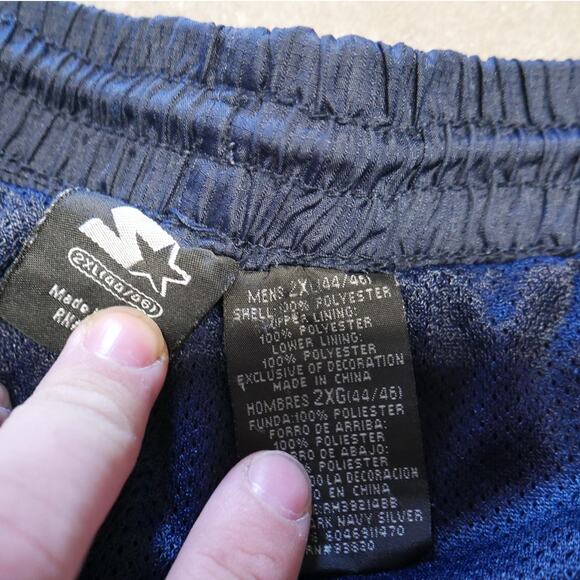 2XL(44/46)
Made
MENS 2XL(44/46)
SHELL:100% POLYESTER
UPPER LINING:
100% POLYESTER
LOWER LINING:
100% POLYESTER
EXCLUSIVE OF DECORATION
MADE IN CHINA
HOMBRES 2XG(44/46)
FUNDA:100% POLIESTER
FORRO DE ARRIBA:
100% POLIESTER
FORRO DE ABAJO:
POLIESTER
LA DECORACION
EN CHINA
NAVY SILVER